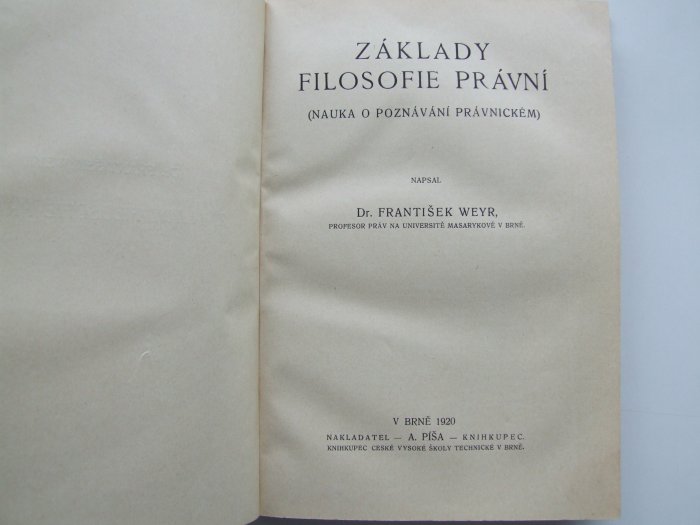 ZÁKLADY
FILOSOFIE PRÁVNÍ
(NAUKA O POZNÁVÁNÍ PRÁVNICKÉM)
NAPSAL
Dr. FRANTIŠEK WEYR,
PROFESOR PRÁV NA UNIVERSITĚ MASARYKOVĚ V BRNĚ.
V BRNĚ 1920
NAKLADATEL — A. PÍŠA — KNIHKUPEC.
KNIHKUPEC ČESKÉ VYSOKÉ ŠKOLY TECHNICKÉ V BRNĚ.